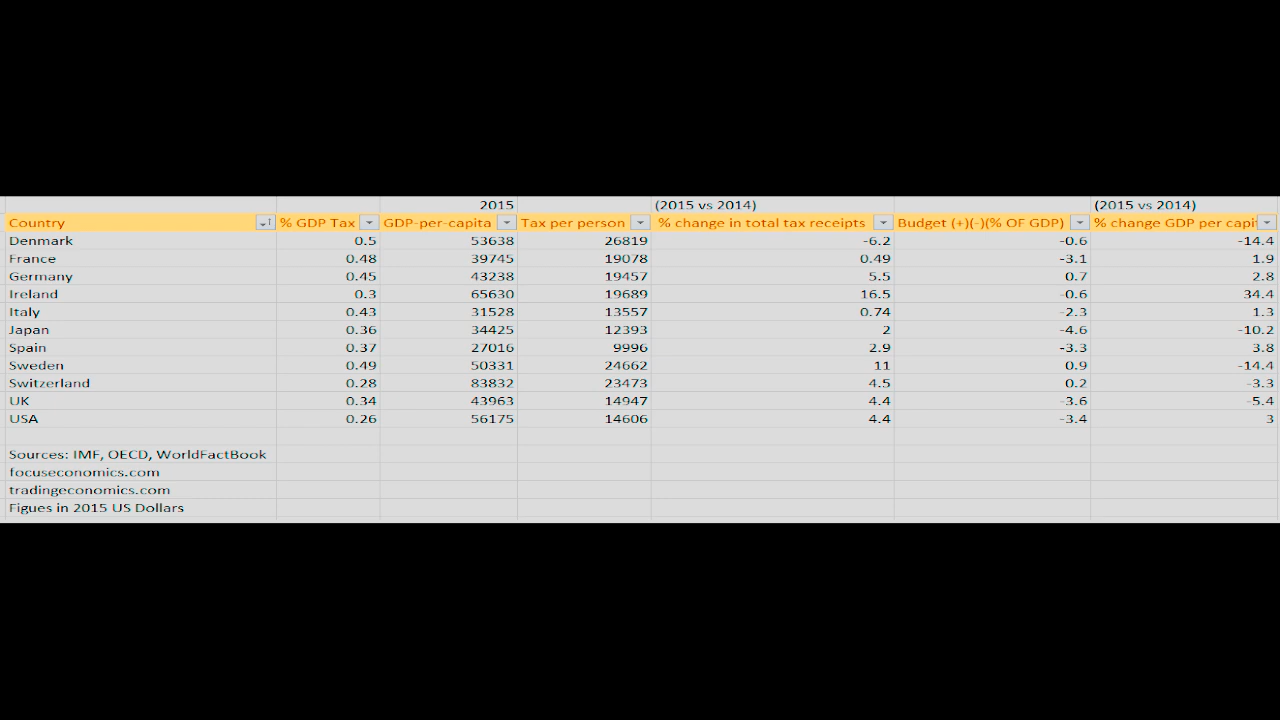 2015 (2015 vs 2014) (2015 vs 2014)
Country % GDP Tax GDP-per-capita Tax per person % change in total tax receipts Budget (+)(-)(% OF GDP) % change GDP per capi
Denmark 0.5 53638 26819 -6.2 -0.6 -14.4
France 0.48 39745 19078 0.49 -3.1 1.9
Germany 0.45 43238 19457 5.5 0.7 2.8
Ireland 0.3 65630 19689 16.5 -0.6 34.4
Italy 0.43 31528 13557 0.74 -2.3 1.3
Japan 0.36 34425 12393 2 -4.6 -10.2
Spain 0.37 27016 9996 2.9 -3.3 3.8
Sweden 0.49 50331 24662 11 0.9 -14.4
Switzerland 0.28 83832 23473 4.5 0.2 -3.3
UK 0.34 43963 14947 4.4 -3.6 -5.4
USA 0.26 56175 14606 4.4 -3.4 3
Sources: IMF, OECD, WorldFactBook
focuseconomics.com
tradingeconomics.com
Figues in 2015 US Dollars